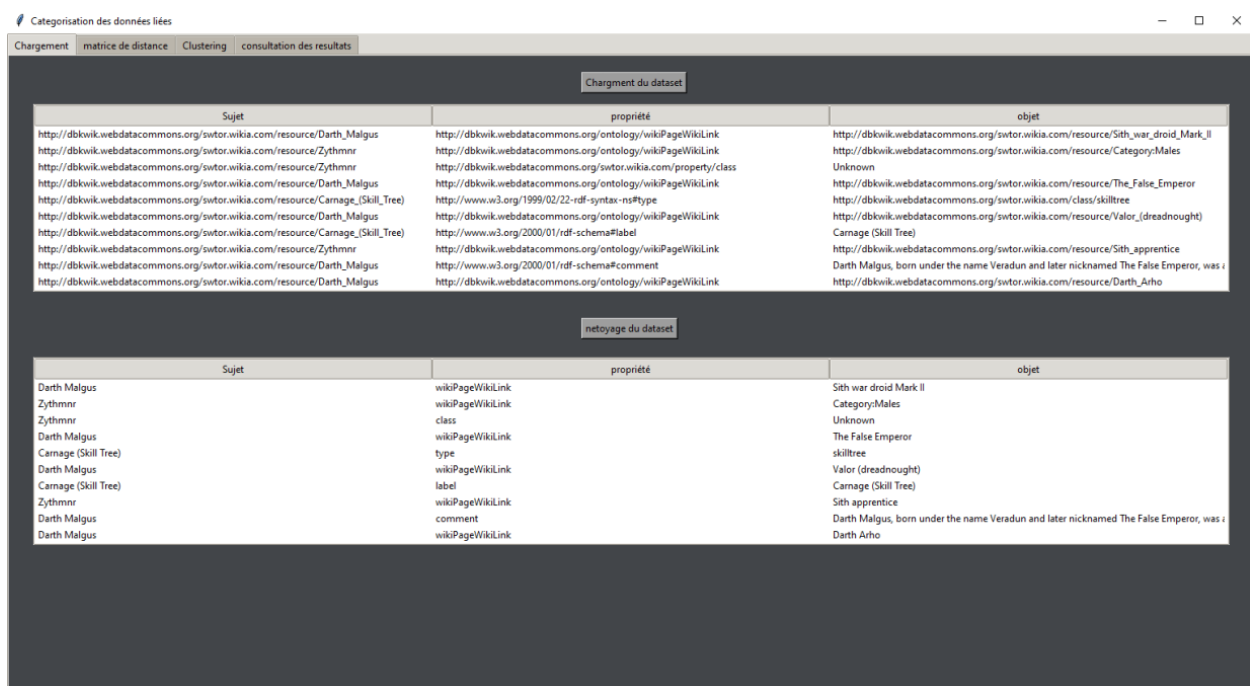 Categorisation des données liées
Chargement matrice de distance Clustering consultation des resultats
Chargment du dataset
Sujet propriété objet
http://dbkwik.webdatacommons.org/swtor.wikia.com/resource/Darth_Malgus http://dbkwik.webdatacommons.org/ontology/wikiPageWikiLink http://dbkwik.webdatacommons.org/swtor.wikia.com/resource/Sith_war_droid_Mark_II
http://dbkwik.webdatacommons.org/swtor.wikia.com/resource/Zythmnr http://dbkwik.webdatacommons.org/ontology/wikiPageWikiLink http://dbkwik.webdatacommons.org/swtor.wikia.com/resource/Category:Males
http://dbkwik.webdatacommons.org/swtor.wikia.com/resource/Zythmnr http://dbkwik.webdatacommons.org/swtor.wikia.com/property/class Unknown
http://dbkwik.webdatacommons.org/swtor.wikia.com/resource/Darth_Malgus http://dbkwik.webdatacommons.org/ontology/wikiPageWikiLink http://dbkwik.webdatacommons.org/swtor.wikia.com/resource/The_False_Emperor
http://dbkwik.webdatacommons.org/swtor.wikia.com/resource/Carnage_(Skill_Tree) http://www.w3.org/1999/02/22-rdf-syntax-ns#type http://dbkwik.webdatacommons.org/swtor.wikia.com/class/skilltree
http://dbkwik.webdatacommons.org/swtor.wikia.com/resource/Darth_Malgus http://dbkwik.webdatacommons.org/ontology/wikiPageWikiLink http://dbkwik.webdatacommons.org/swtor.wikia.com/resource/Valor_(dreadnought)
http://dbkwik.webdatacommons.org/swtor.wikia.com/resource/Carnage_(Skill_Tree) http://www.w3.org/2000/01/rdf-schema#label Carnage (Skill Tree)
http://dbkwik.webdatacommons.org/swtor.wikia.com/resource/Zythmnr http://dbkwik.webdatacommons.org/ontology/wikiPageWikiLink http://dbkwik.webdatacommons.org/swtor.wikia.com/resource/Sith_apprentice
http://dbkwik.webdatacommons.org/swtor.wikia.com/resource/Darth_Malgus http://www.w3.org/2000/01/rdf-schema#comment Darth Malgus, born under the name Veradun and later nicknamed The False Emperor, was
http://dbkwik.webdatacommons.org/swtor.wikia.com/resource/Darth_Malgus http://dbkwik.webdatacommons.org/ontology/wikiPageWikiLink http://dbkwik.webdatacommons.org/swtor.wikia.com/resource/Darth_Arho
netoyage du dataset
Sujet propriété objet
Darth Malgus wikiPageWikiLink Sith war droid Mark II
Zythmnr wikiPageWikiLink Category:Males
Zythmnr class Unknown
Darth Malgus wikiPageWikiLink The False Emperor
Carnage (Skill Tree) type skilltree
Darth Malgus wikiPageWikiLink Valor (dreadnought)
Carnage (Skill Tree) label Carnage (Skill Tree)
Zythmnr wikiPageWikiLink Sith apprentice
Darth Malgus comment Darth Malgus, born under the name Veradun and later nicknamed The False Emperor, was
Darth Malgus wikiPageWikiLink Darth Arho